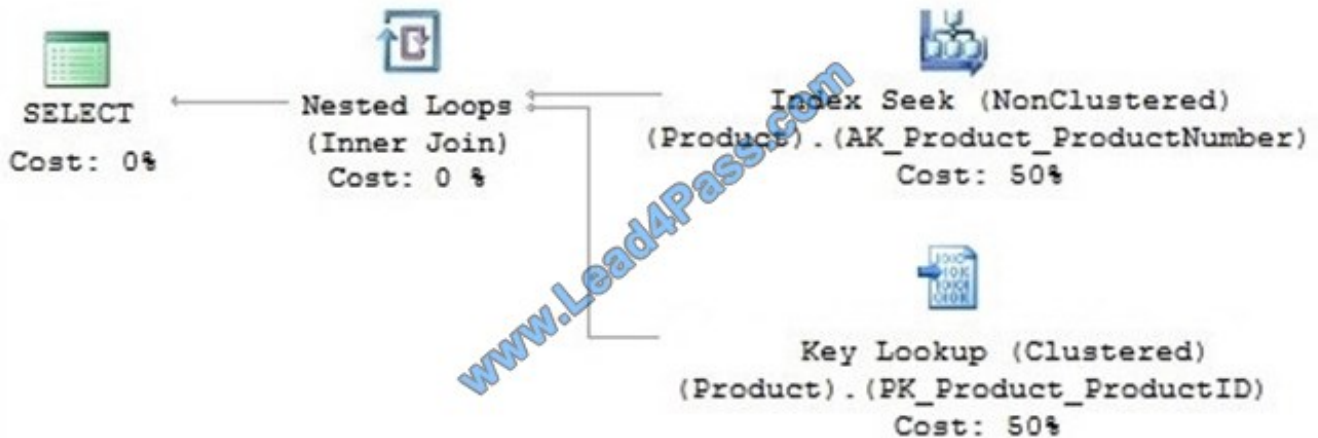 SELECT
Cost: 0%
Nested Loops
(Inner Join)
Cost: 0 %
Index Seek (NonClustered)
(Product).(AK_Product_ProductNumber)
Cost: 50%
Key Lookup (Clustered)
(Product).(PK_Product_ProductID)
Cost: 50%
www.Lead4Pass.com